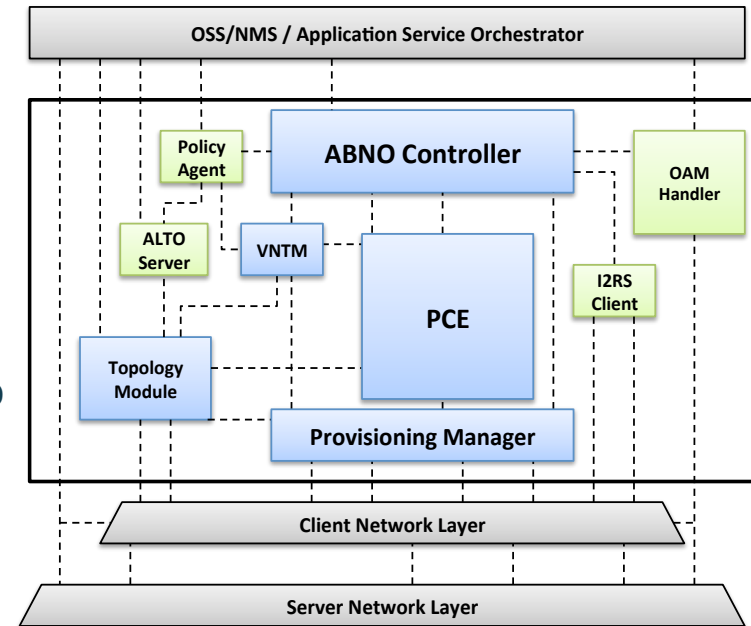 OSS/NMS / Application Service Orchestrator
Policy
Agent
ABNO Controller
OAM
Handler
ALTO
Server
VNTM
I2RS
Client
PCE
Topology
Module
Provisioning Manager
Client Network Layer
Server Network Layer